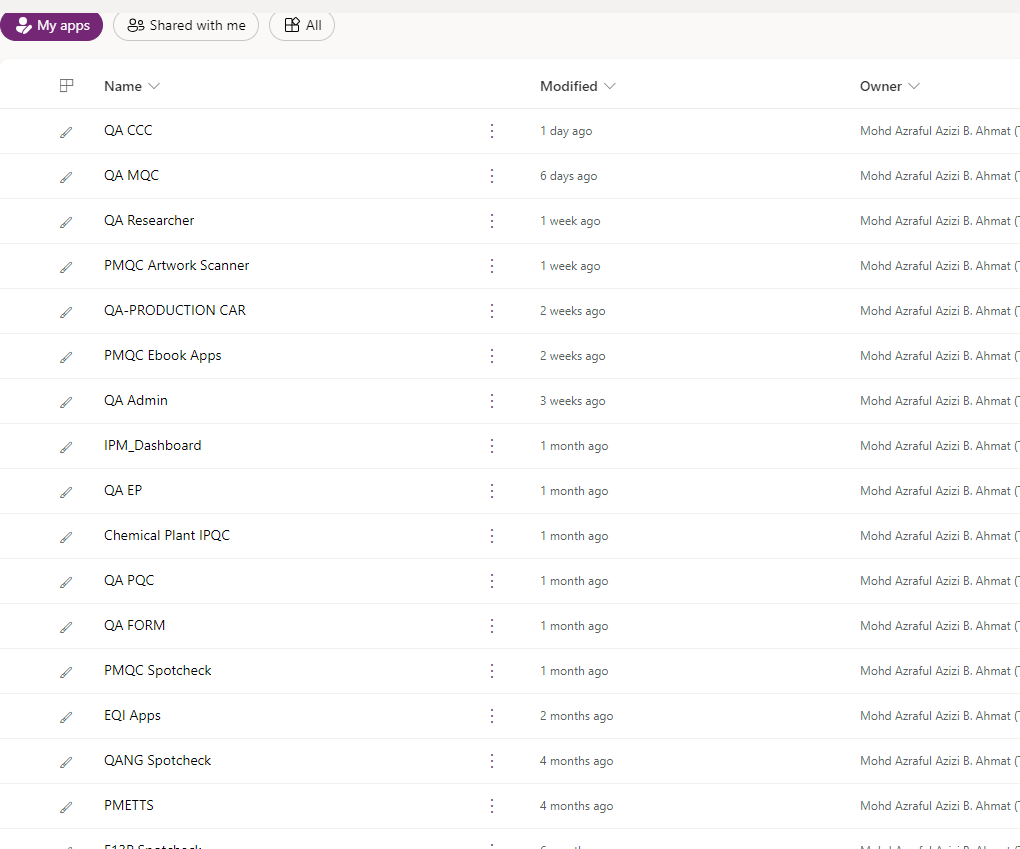 My apps Shared with me All
Name Modified Owner
QA CCC 1 day ago Mohd Azraful Azizi B. Ahmat (
QA MQC 6 days ago Mohd Azraful Azizi B. Ahmat (
QA Researcher 1 week ago Mohd Azraful Azizi B. Ahmat (
PMQC Artwork Scanner 1 week ago Mohd Azraful Azizi B. Ahmat (
QA-PRODUCTION CAR 2 weeks ago Mohd Azraful Azizi B. Ahmat (
PMQC Ebook Apps 2 weeks ago Mohd Azraful Azizi B. Ahmat (
QA Admin 3 weeks ago Mohd Azraful Azizi B. Ahmat (
IPM_Dashboard 1 month ago Mohd Azraful Azizi B. Ahmat (
QA EP 1 month ago Mohd Azraful Azizi B. Ahmat (
Chemical Plant IPQC 1 month ago Mohd Azraful Azizi B. Ahmat (
QA PQC 1 month ago Mohd Azraful Azizi B. Ahmat (
QA FORM 1 month ago Mohd Azraful Azizi B. Ahmat (
PMQC Spotcheck 1 month ago Mohd Azraful Azizi B. Ahmat (
EQI Apps 2 months ago Mohd Azraful Azizi B. Ahmat (
QANG Spotcheck 4 months ago Mohd Azraful Azizi B. Ahmat (
PMETTS 4 months ago Mohd Azraful Azizi B. Ahmat (